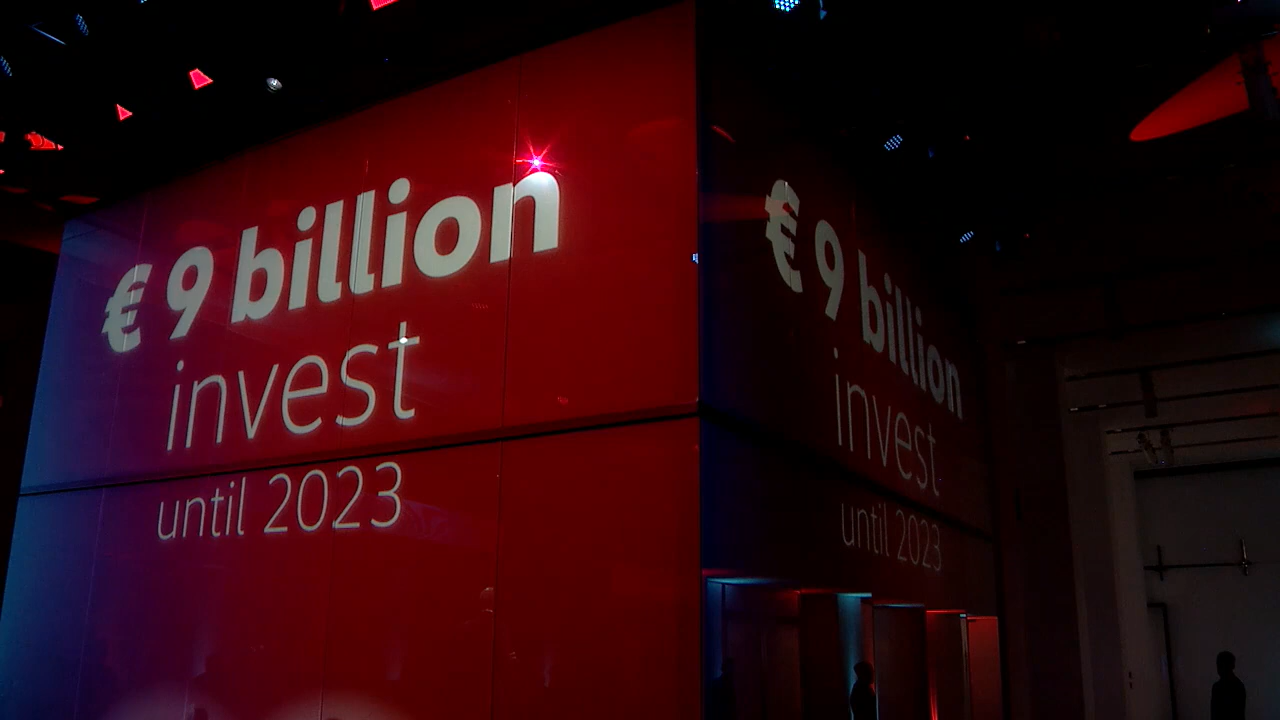 € 9 billion
invest
until 2023
€ 9 billion
invest
until 2023